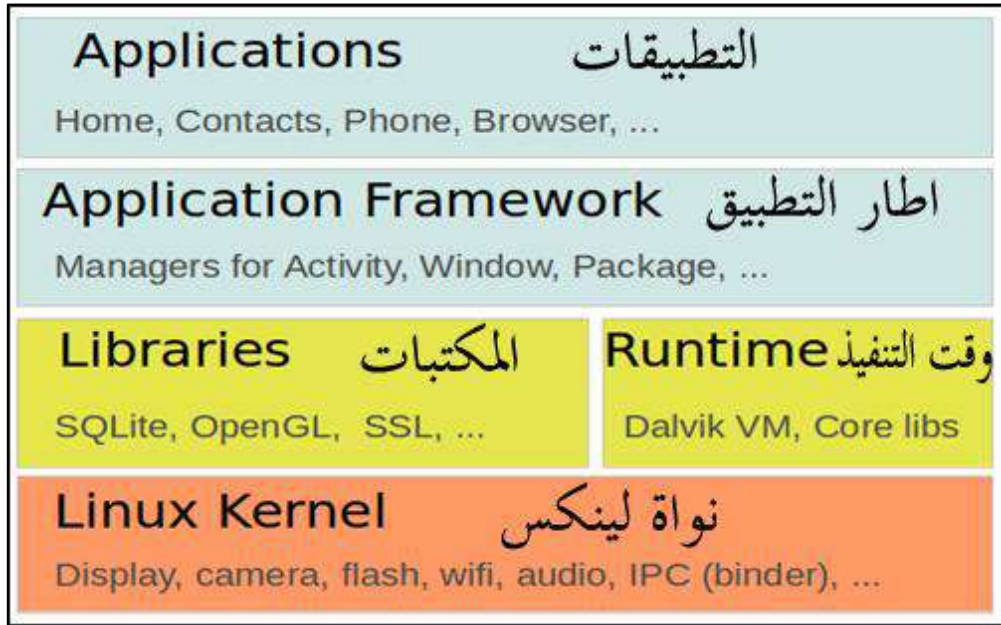 Applications التطبيقات
Home, Contacts, Phone, Browser, ...
Application Framework اطار التطبيق
Managers for Activity, Window, Package, ...
Libraries المكتبات
SQLite, OpenGL, SSL, ...
Runtime وقت التنفيذ
Dalvik VM, Core libs
Linux Kernel نواة لينكس
Display, camera, flash, wifi, audio, IPC (binder), ...